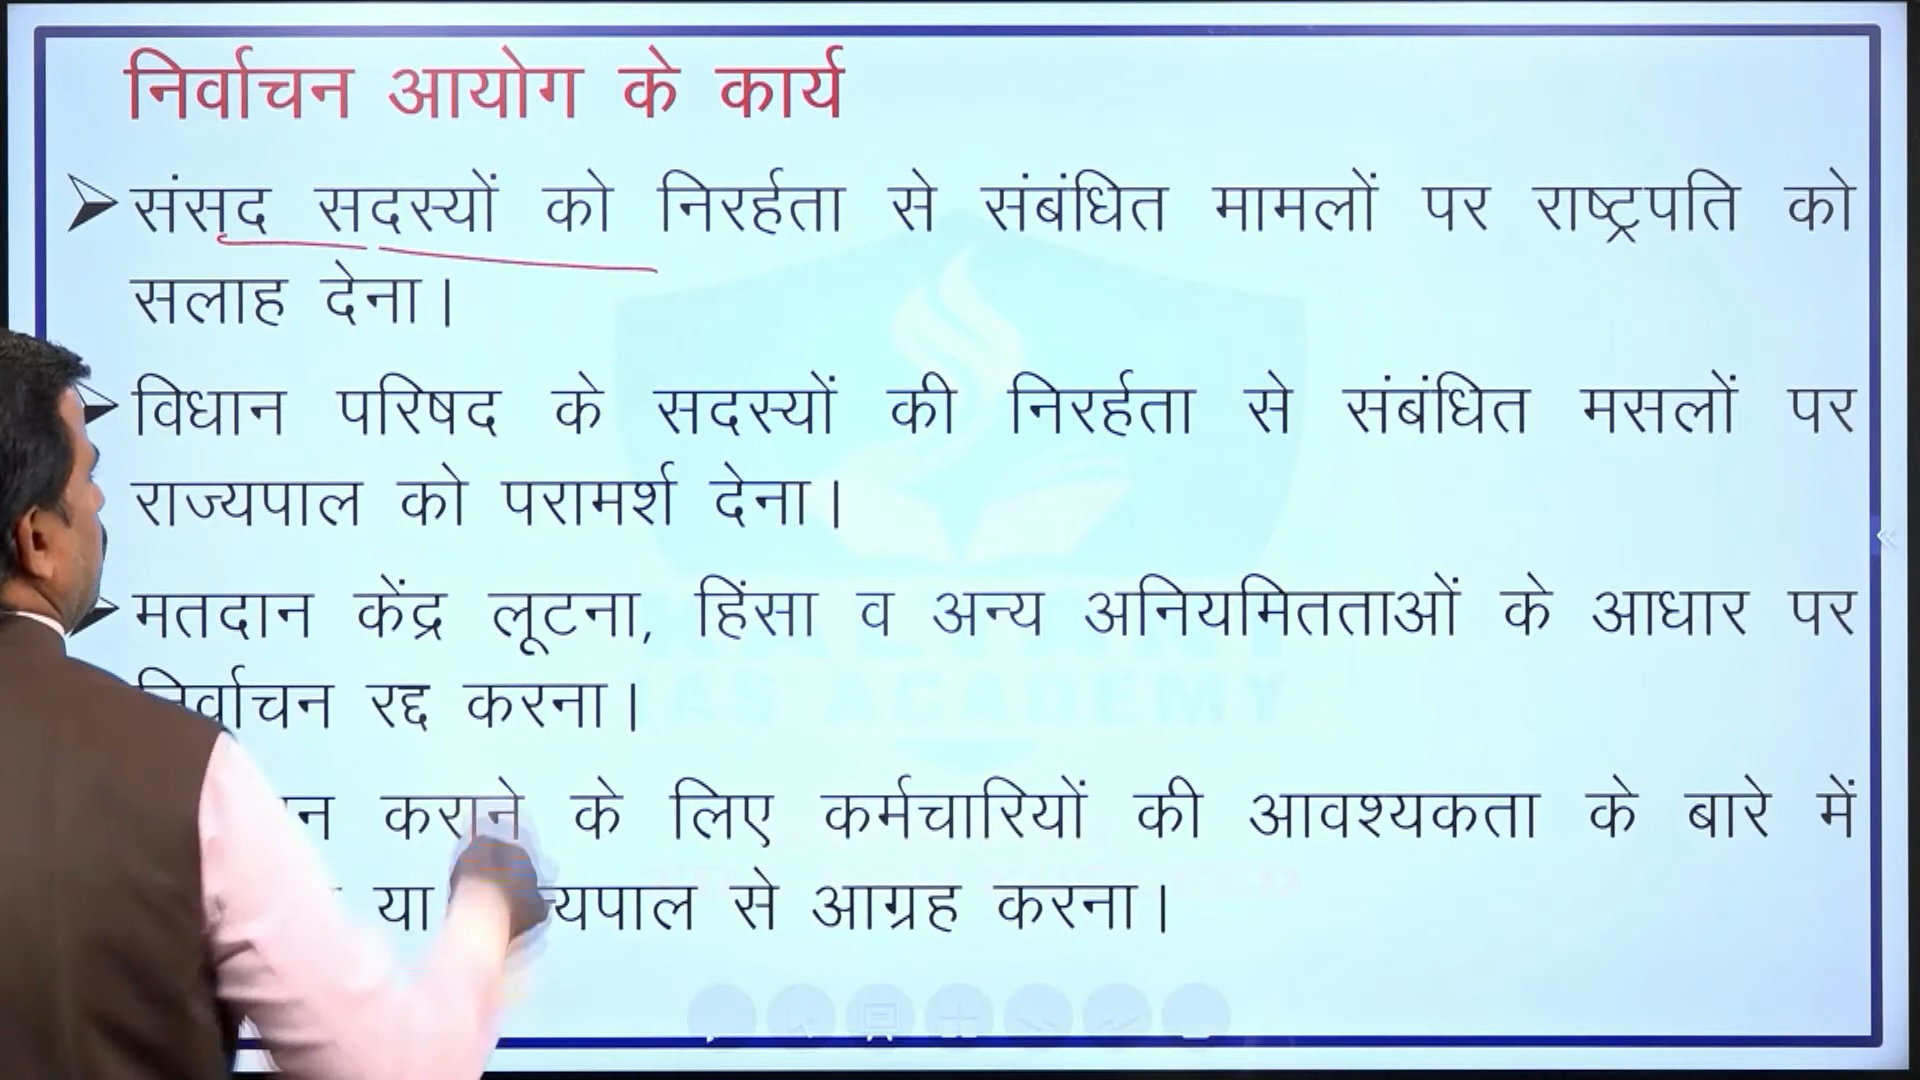 निर्वाचन आयोग के कार्य
संसद सदस्यों को निरर्हता से संबंधित मामलों पर राष्ट्रपति को
सलाह देना।
विधान परिषद के सदस्यों की निरर्हता से संबंधित मसलों पर
राज्यपाल को परामर्श देना।
मतदान केंद्र लूटना, हिंसा व अन्य अनियमितताओं के आधार पर
निर्वाचन रद्द करना।
कराने के लिए कर्मचारियों की आवश्यकता के बारे में
या से आग्रह करना।
IAS ACADEMY